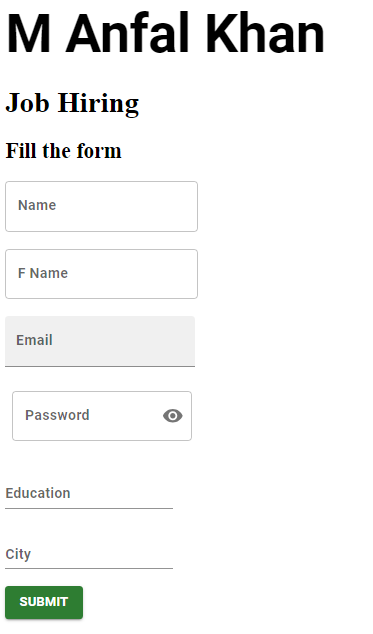 M Anfal Khan
Job Hiring
Fill the form
Name
F Name
Email
Password
Education
City
SUBMIT